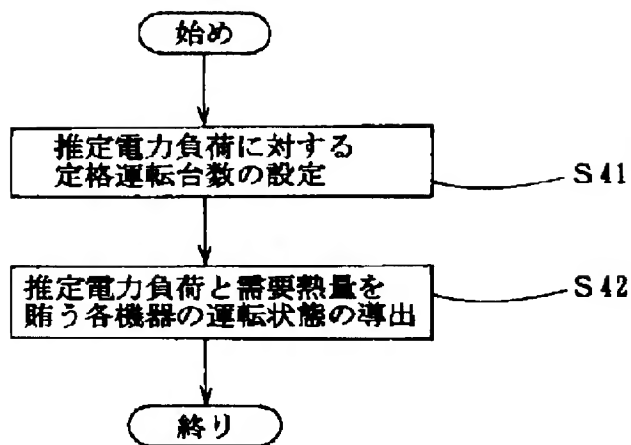 始め
推定電力負荷に対する
定格運転台数の設定
S41
推定電力負荷と需要熱量を
賄う各機器の運転状態の導出
S42
終り